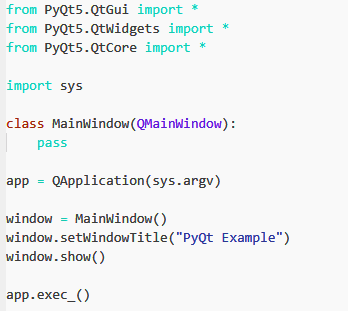 from PyQt5.QtGui import *
from PyQt5.QtWidgets import *
from PyQt5.QtCore import *

import sys

class MainWindow(QMainWindow):
    pass

app = QApplication(sys.argv)

window = MainWindow()
window.setWindowTitle("PyQt Example")
window.show()

app.exec_()